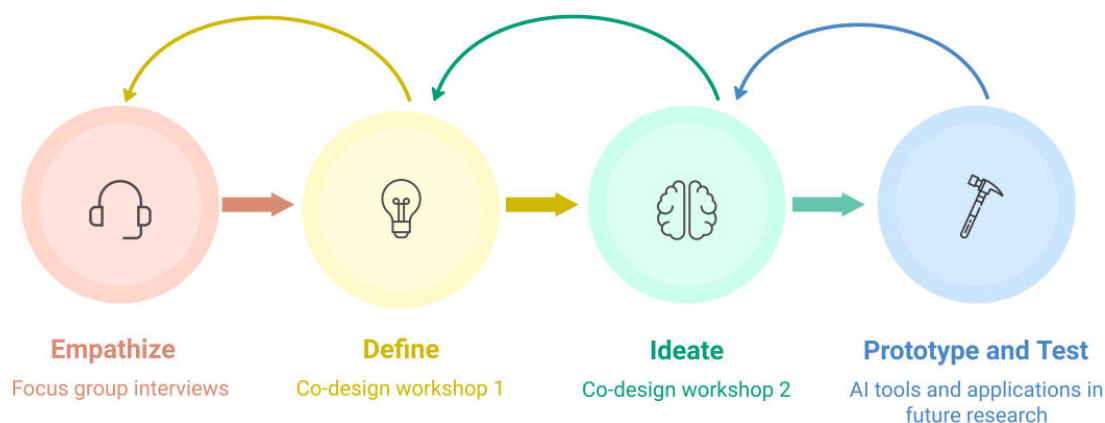 Empathize
Focus group interviews
Define
Co-design workshop 1
Ideate
Co-design workshop 2
Prototype and Test
AI tools and applications in
future research